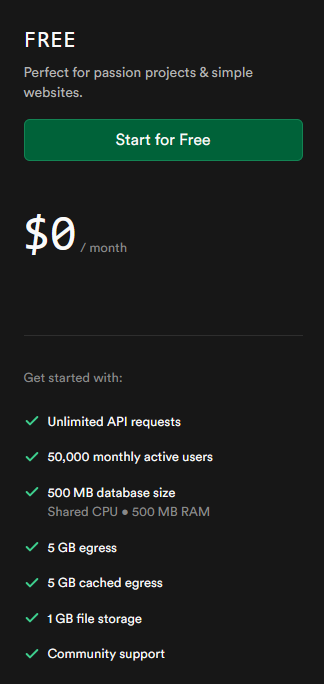 FREE
Perfect for passion projects & simple
websites.
Start for Free
$0 / month
Get started with:
Unlimited API requests
50,000 monthly active users
500 MB database size
Shared CPU • 500 MB RAM
5 GB egress
5 GB cached egress
1 GB file storage
Community support